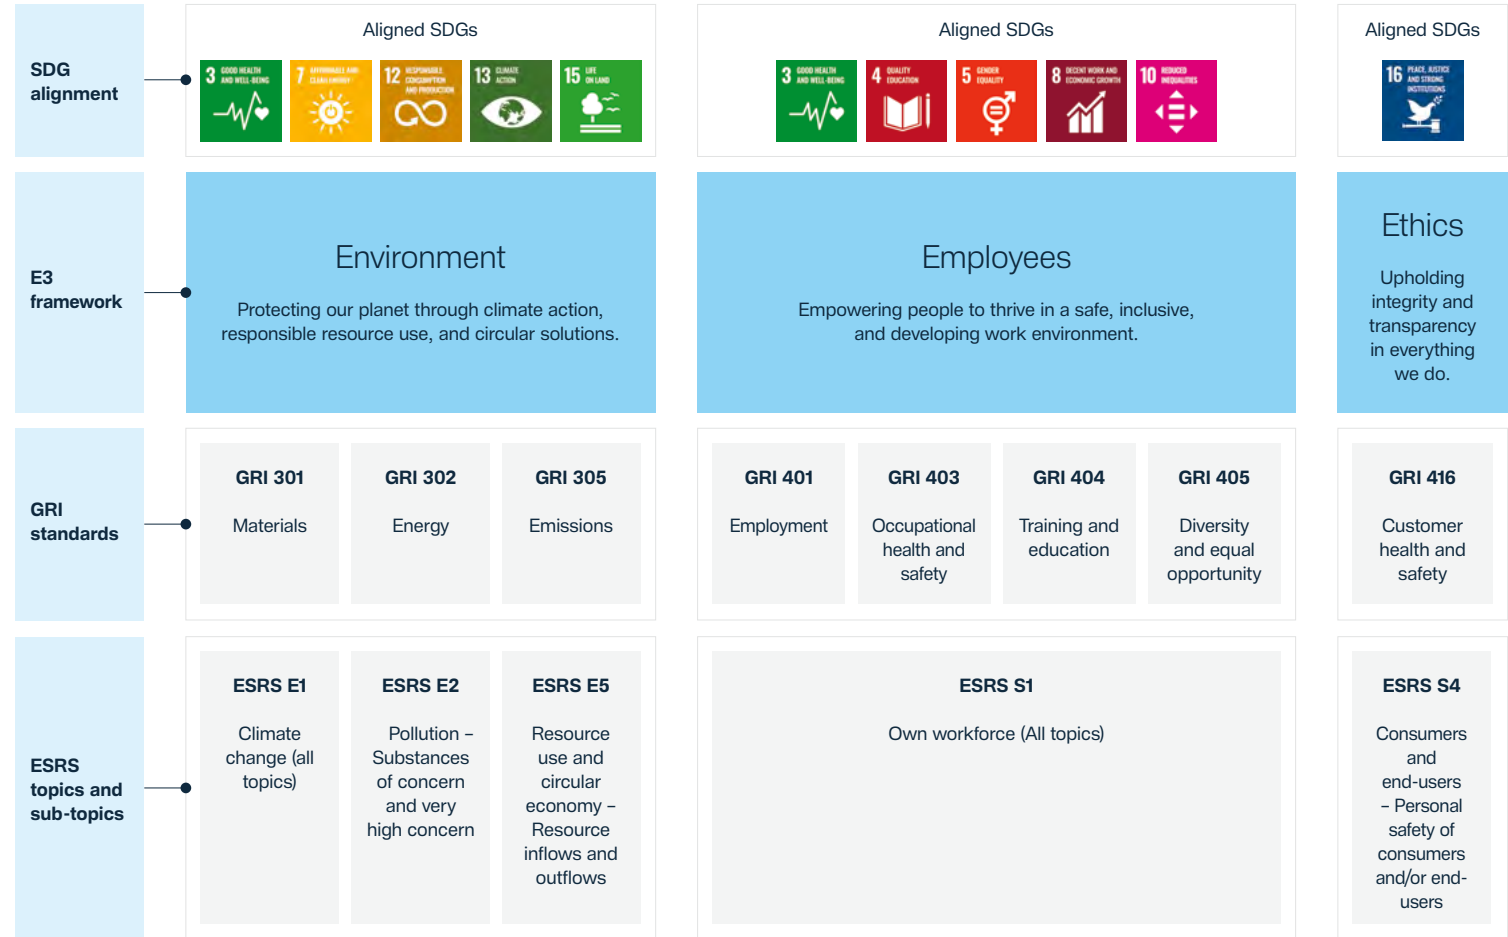 SDG
alignment
Aligned SDGs
3 GOOD HEALTH
AND WELL-BEING
7 AFFORDABLE AND
CLEAN ENERGY
12 RESPONSIBLE
CONSUMPTION
AND PRODUCTION
13 CLIMATE
ACTION
15 LIFE
ON LAND
Aligned SDGs
3 GOOD HEALTH
AND WELL-BEING
4 QUALITY
EDUCATION
5 GENDER
EQUALITY
8 DECENT WORK AND
ECONOMIC GROWTH
10 REDUCED
INEQUALITIES
Aligned SDGs
16 PEACE, JUSTICE
AND STRONG
INSTITUTIONS
E3
framework
Environment
Protecting our planet through climate action,
responsible resource use, and circular solutions.
Employees
Empowering people to thrive in a safe, inclusive,
and developing work environment.
Ethics
Upholding
integrity and
transparency
in everything
we do.
GRI
standards
GRI 301
Materials
GRI 302
Energy
GRI 305
Emissions
GRI 401
Employment
GRI 403
Occupational
health and
safety
GRI 404
Training and
education
GRI 405
Diversity
and equal
opportunity
GRI 416
Customer
health and
safety
ESRS
topics and
sub-topics
ESRS E1
Climate
change (all
topics)
ESRS E2
Pollution –
Substances
of concern
and very
high concern
ESRS E5
Resource
use and
circular
economy –
Resource
inflows and
outflows
ESRS S1
Own workforce (All topics)
ESRS S4
Consumers
and
end-users
– Personal
safety of
consumers
and/or end-
users